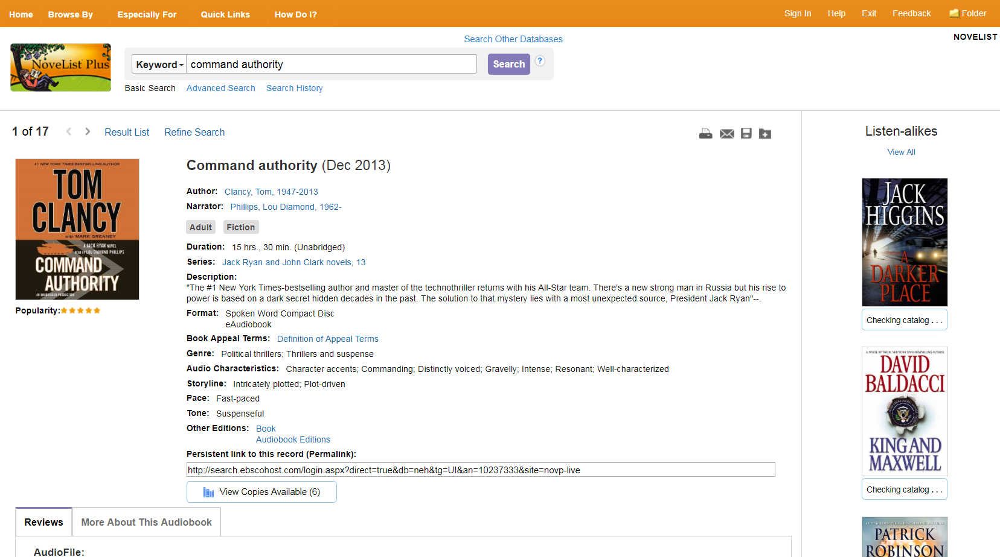 Home Browse By Especially For Quick Links How Do I? Sign In Help Exit Feedback Folder
Search Other Databases
NOVELIST
NoveList Plus
Keyword command authority Search ?
Basic Search Advanced Search Search History
1 of 17 Result List Refine Search
#1 NEW YORK TIMES BESTSELLING AUTHOR
TOM
CLANCY
with MARK GREANEY
A JACK RYAN NOVEL
READ BY LOU DIAMOND PHILLIPS
COMMAND
AUTHORITY
AN UNABRIDGED PRODUCTION
Popularity:
Command authority (Dec 2013)
Author: Clancy, Tom, 1947-2013
Narrator: Phillips, Lou Diamond, 1962-
Adult Fiction
Duration: 15 hrs., 30 min. (Unabridged)
Series: Jack Ryan and John Clark novels, 13
Description:
"The #1 New York Times-bestselling author and master of the technothriller returns with his All-Star team. There's a new strong man in Russia but his rise to
power is based on a dark secret hidden decades in the past. The solution to that mystery lies with a most unexpected source, President Jack Ryan"--.
Format: Spoken Word Compact Disc
eAudiobook
Book Appeal Terms: Definition of Appeal Terms
Genre: Political thrillers; Thrillers and suspense
Audio Characteristics: Character accents; Commanding; Distinctly voiced; Gravelly; Intense; Resonant; Well-characterized
Storyline: Intricately plotted; Plot-driven
Pace: Fast-paced
Tone: Suspenseful
Other Editions: Book
Audiobook Editions
Persistent link to this record (Permalink):
http://search.ebscohost.com/login.aspx?direct=true&db=neh&tg=UI&an=10237333&site=novp-live
View Copies Available (6)
Reviews More About This Audiobook
AudioFile:
Listen-alikes
View All
JACK
HIGGINS
A
DARKER
PLACE
Checking catalog . . .
A NOVEL BY THE #1 NEW YORK TIMES BESTSELLING AUTHOR
DAVID
BALDACCI
KING AND
MAXWELL
Checking catalog . . .
PATRICK
ROBINSON